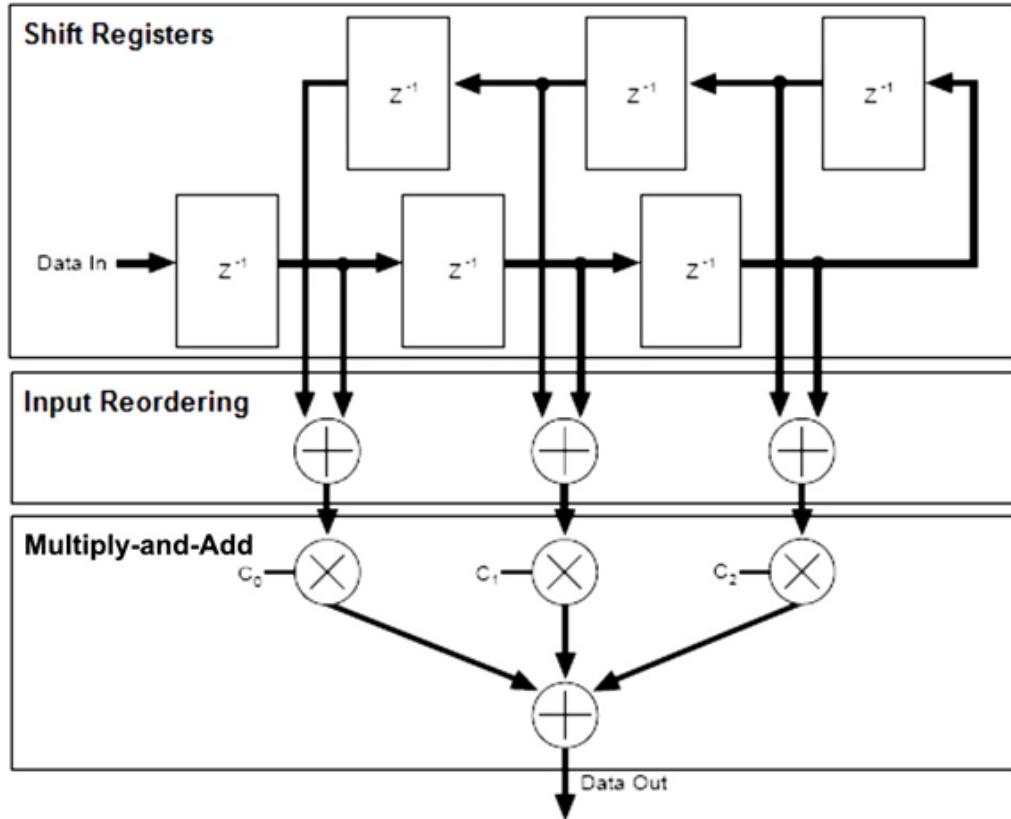 Shift Registers
Z⁻¹
Z⁻¹
Z⁻¹
Data In
Z⁻¹
Z⁻¹
Z⁻¹
Input Reordering
Multiply-and-Add
C₀
C₁
C₂
Data Out